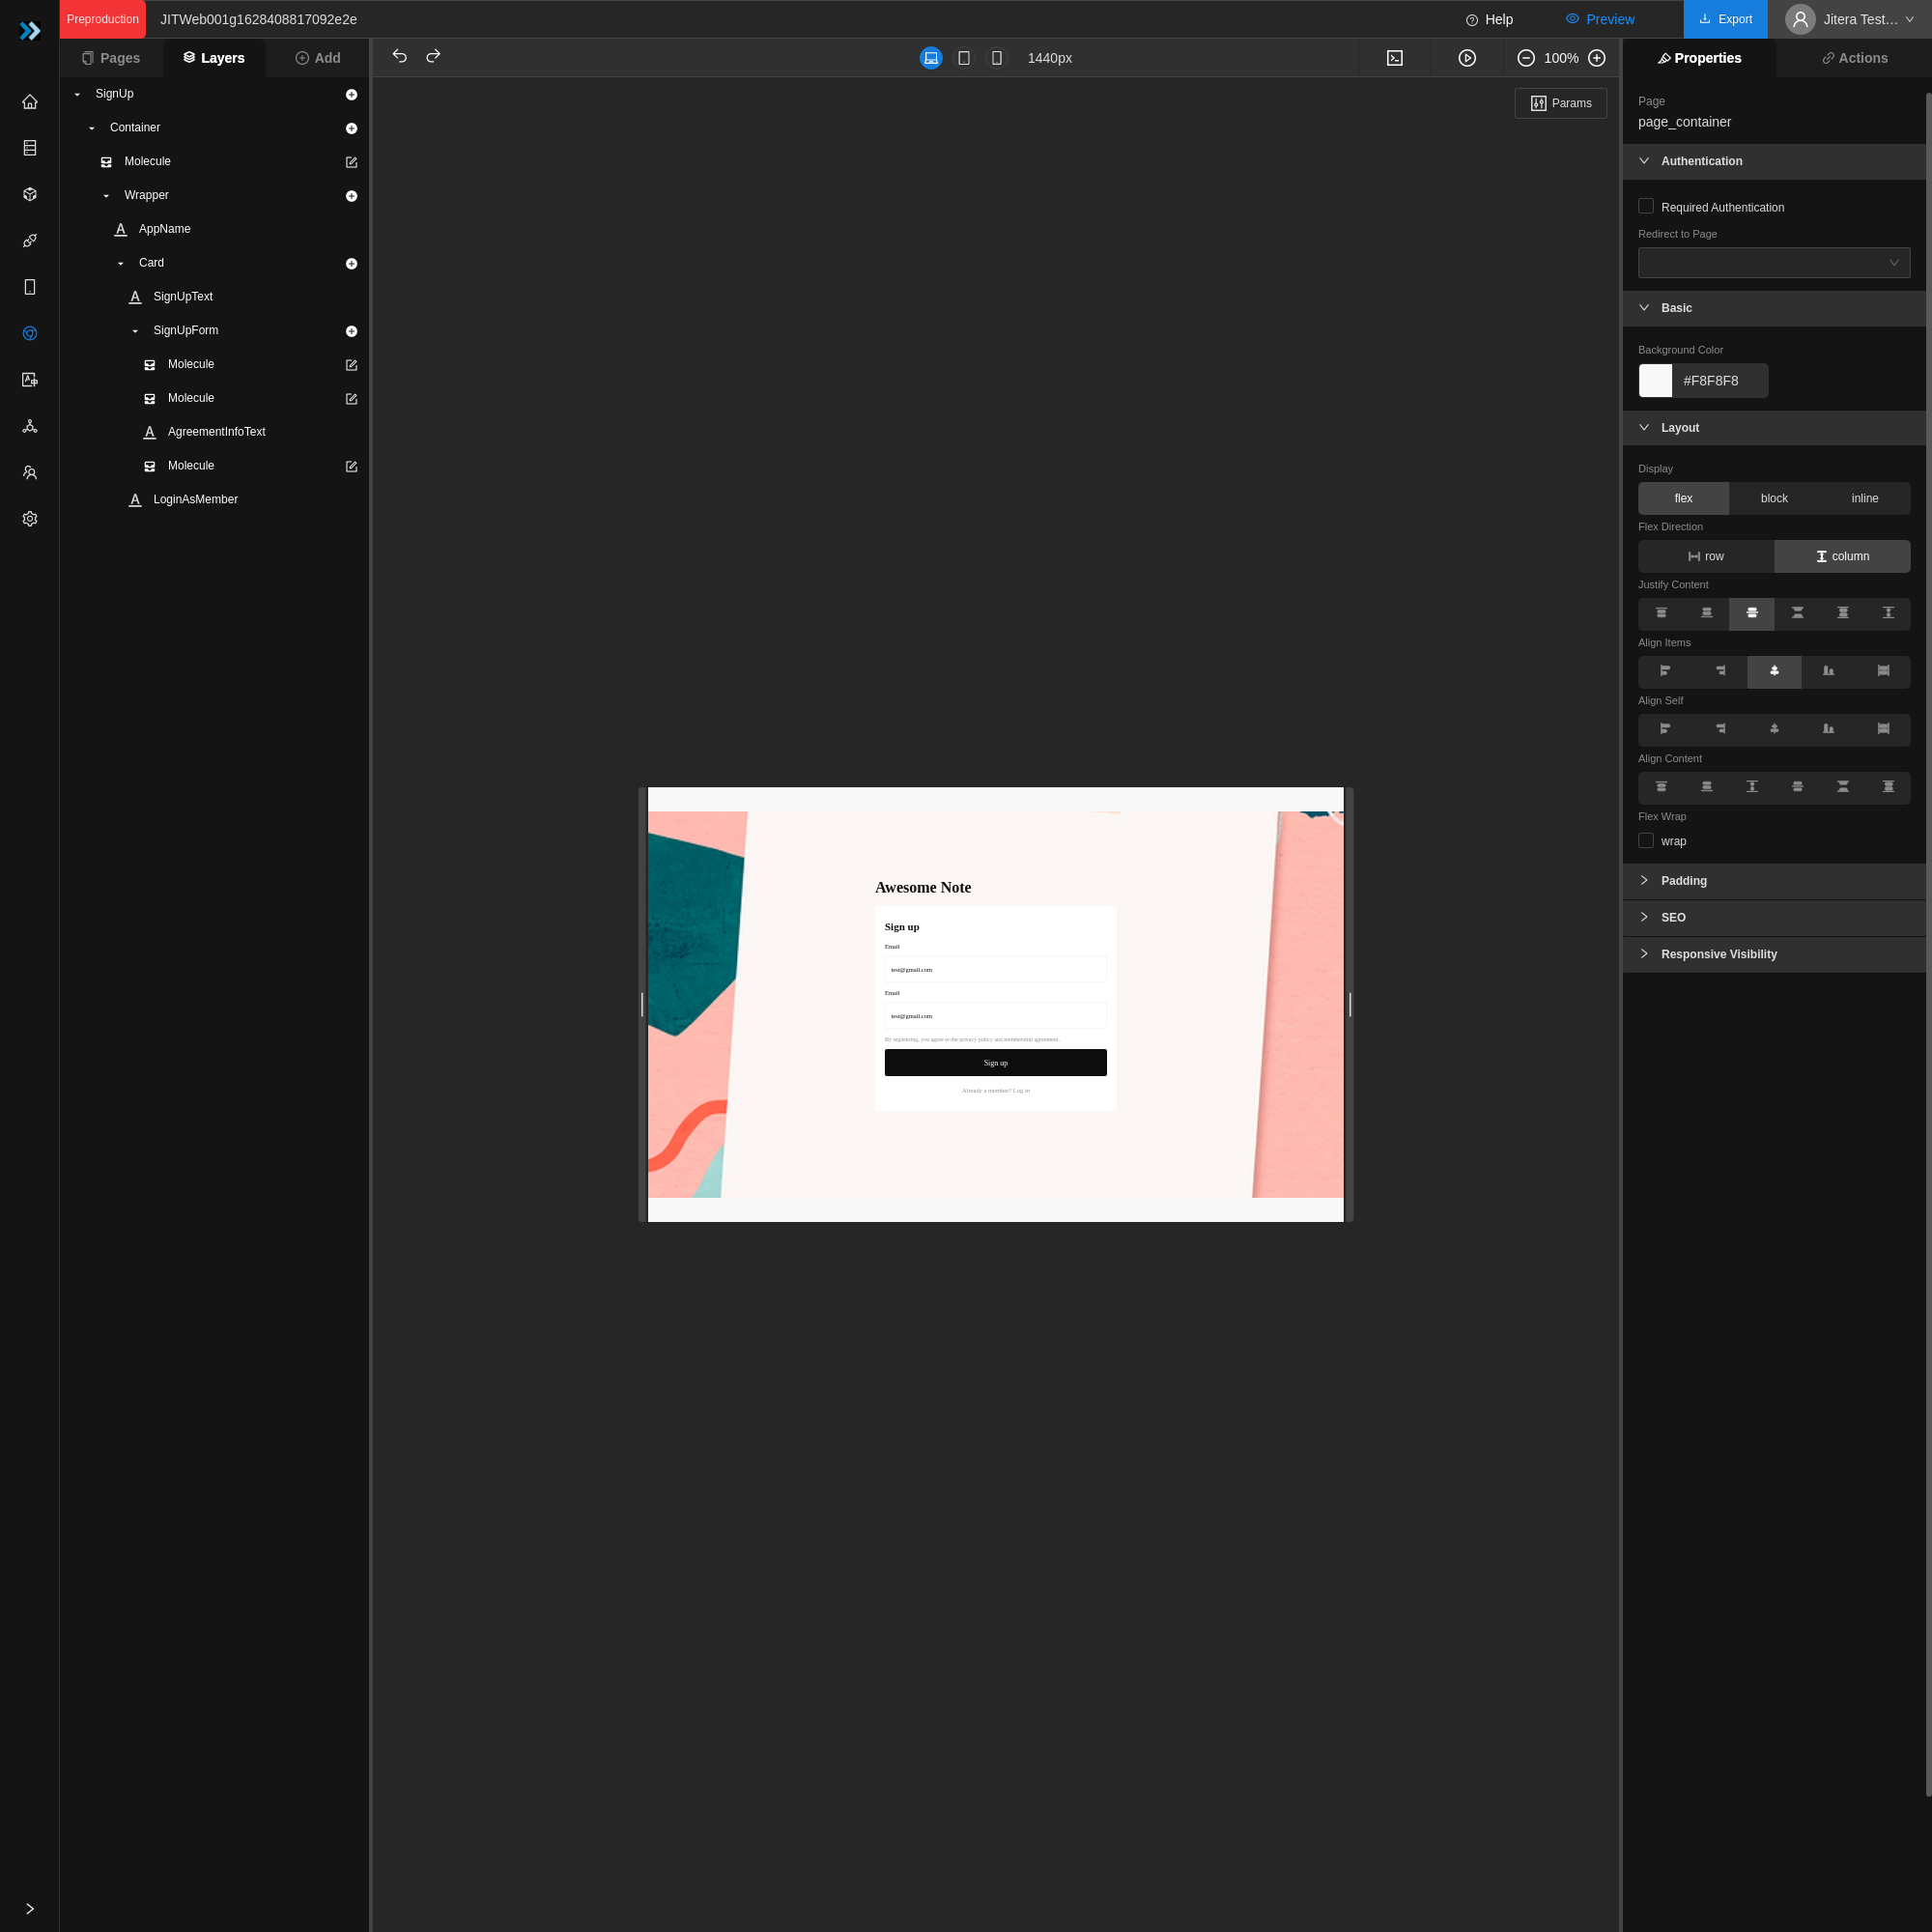 Preproduction
JITWeb001g1628408817092e2e
Help
Preview
Export
Jitera Test...
Pages
Layers
Add
1440px
100%
Properties
Actions
SignUp
Container
Molecule
Wrapper
AppName
Card
SignUpText
SignUpForm
Molecule
Molecule
AgreementInfoText
Molecule
LoginAsMember
Params
Awesome Note
Sign up
Email
test@gmail.com
Email
test@gmail.com
By registering, you agree to the privacy policy and membership agreement.
Sign up
Already a member? Log in
Page
page_container
Authentication
Required Authentication
Redirect to Page
Basic
Background Color
#F8F8F8
Layout
Display
flex block inline
Flex Direction
row column
Justify Content
Align Items
Align Self
Align Content
Flex Wrap
wrap
Padding
SEO
Responsive Visibility